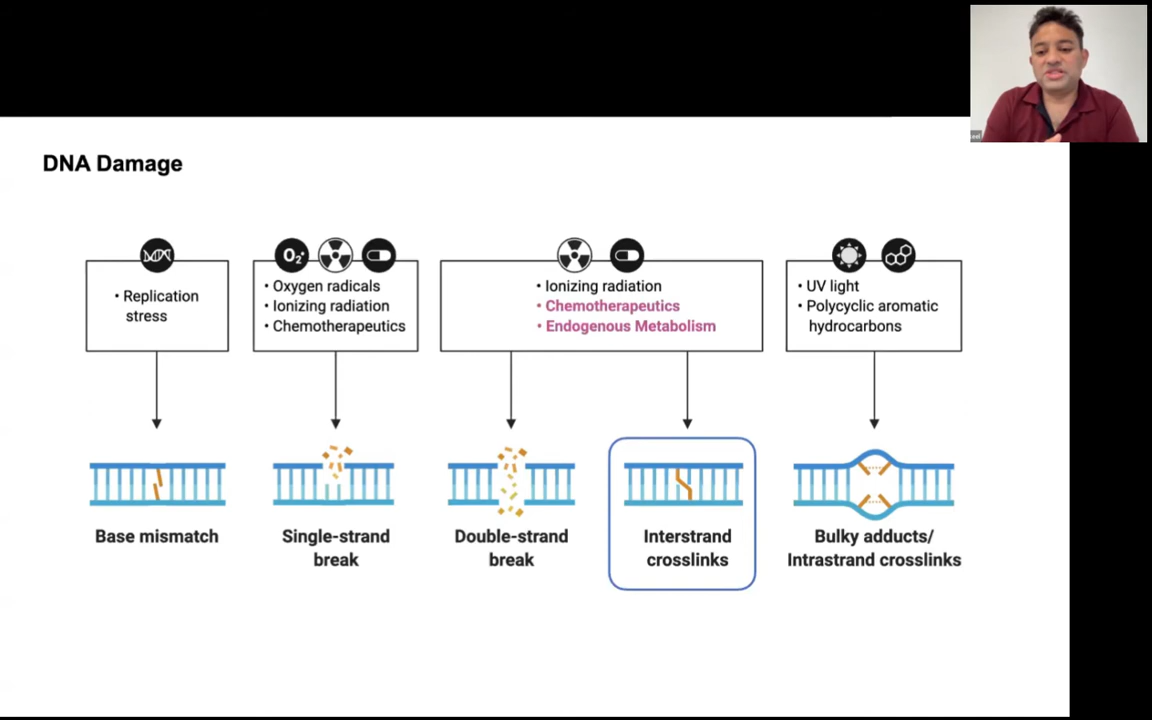 DNA Damage
O₂•
• Replication
stress
• Oxygen radicals
• Ionizing radiation
• Chemotherapeutics
• Ionizing radiation
• Chemotherapeutics
• Endogenous Metabolism
• UV light
• Polycyclic aromatic
hydrocarbons
Base mismatch
Single-strand
break
Double-strand
break
Interstrand
crosslinks
Bulky adducts/
Intrastrand crosslinks